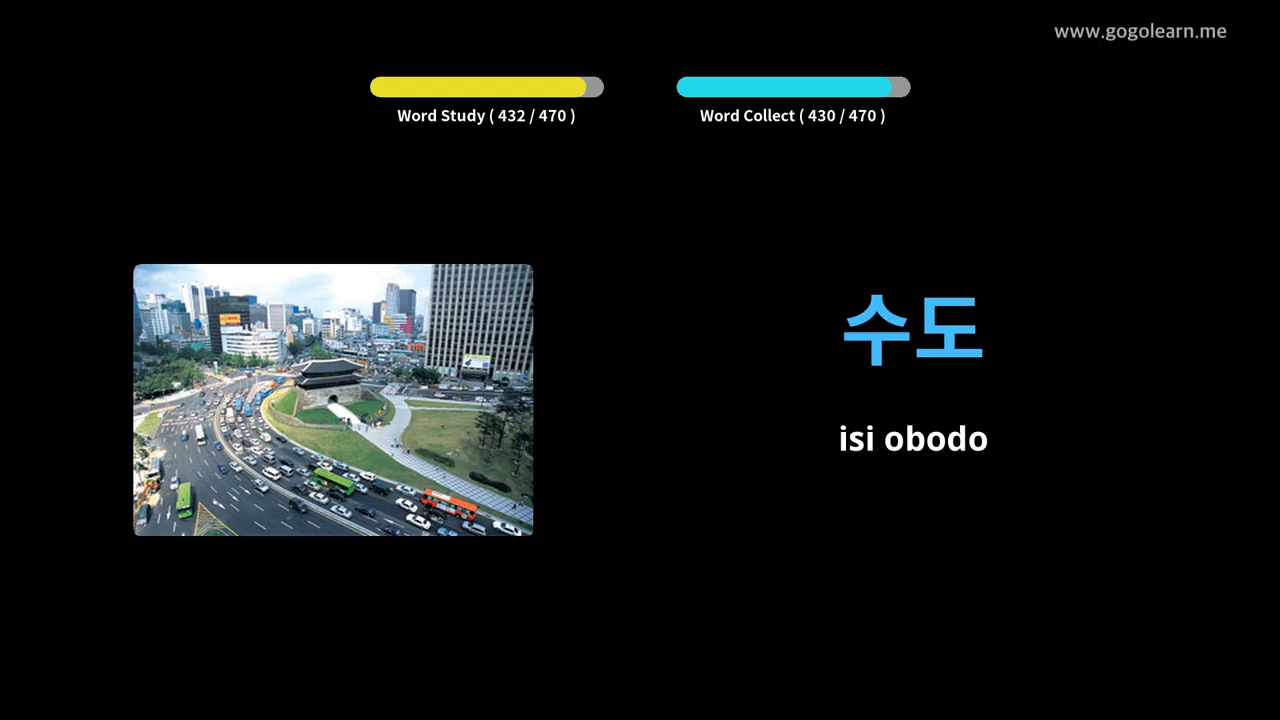 www.gogolearn.me
Word Study ( 432 / 470 )
Word Collect ( 430 / 470 )
수도
isi obodo